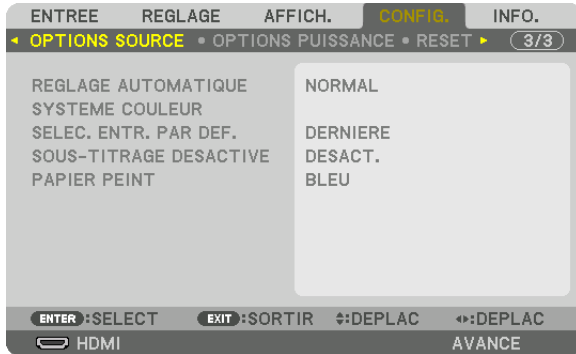 ENTREE REGLAGE AFFICH. CONFIG. INFO.
◂ OPTIONS SOURCE • OPTIONS PUISSANCE • RESET ▸ 3/3
REGLAGE AUTOMATIQUE NORMAL
SYSTEME COULEUR
SELEC. ENTR. PAR DEF. DERNIERE
SOUS-TITRAGE DESACTIVE DESACT.
PAPIER PEINT BLEU
ENTER :SELECT EXIT :SORTIR ♦:DEPLAC ◂▸:DEPLAC
HDMI AVANCE